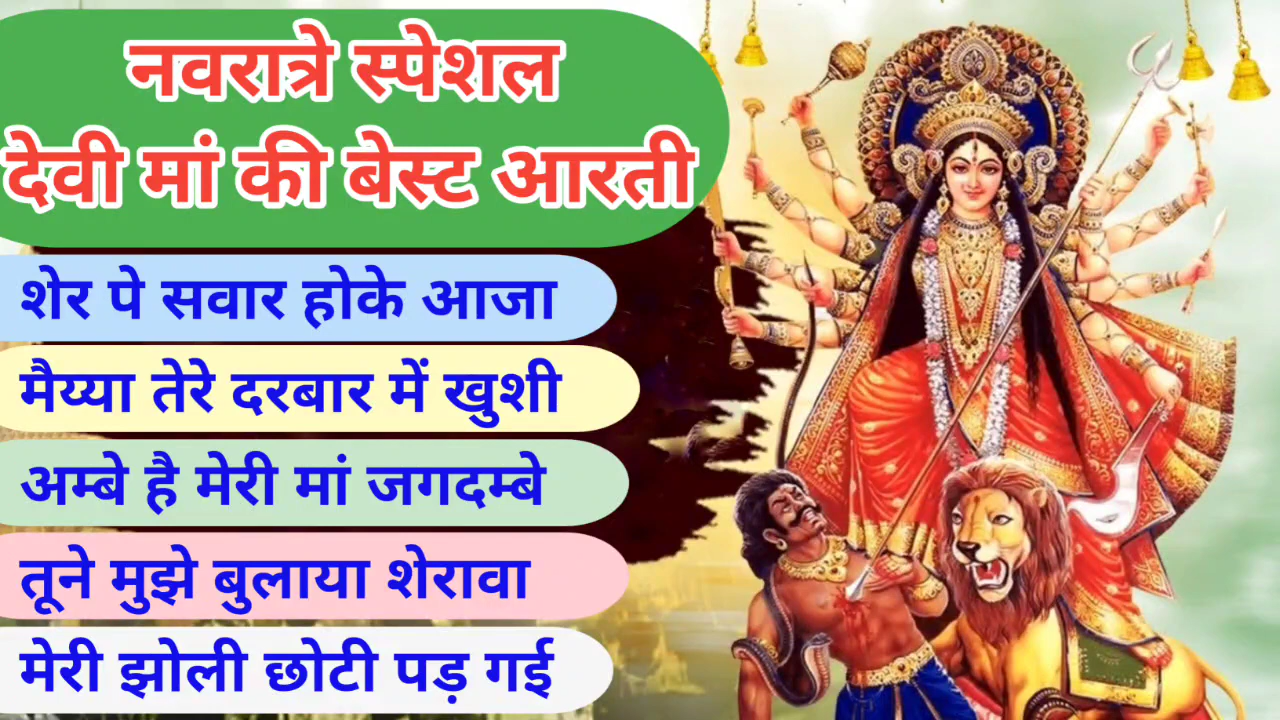 नवरात्रे स्पेशल
देवी मां की बेस्ट आरती
शेर पे सवार होके आजा
मैय्या तेरे दरबार में खुशी
अम्बे है मेरी मां जगदम्बे
तूने मुझे बुलाया शेरावा
मेरी झोली छोटी पड़ गई